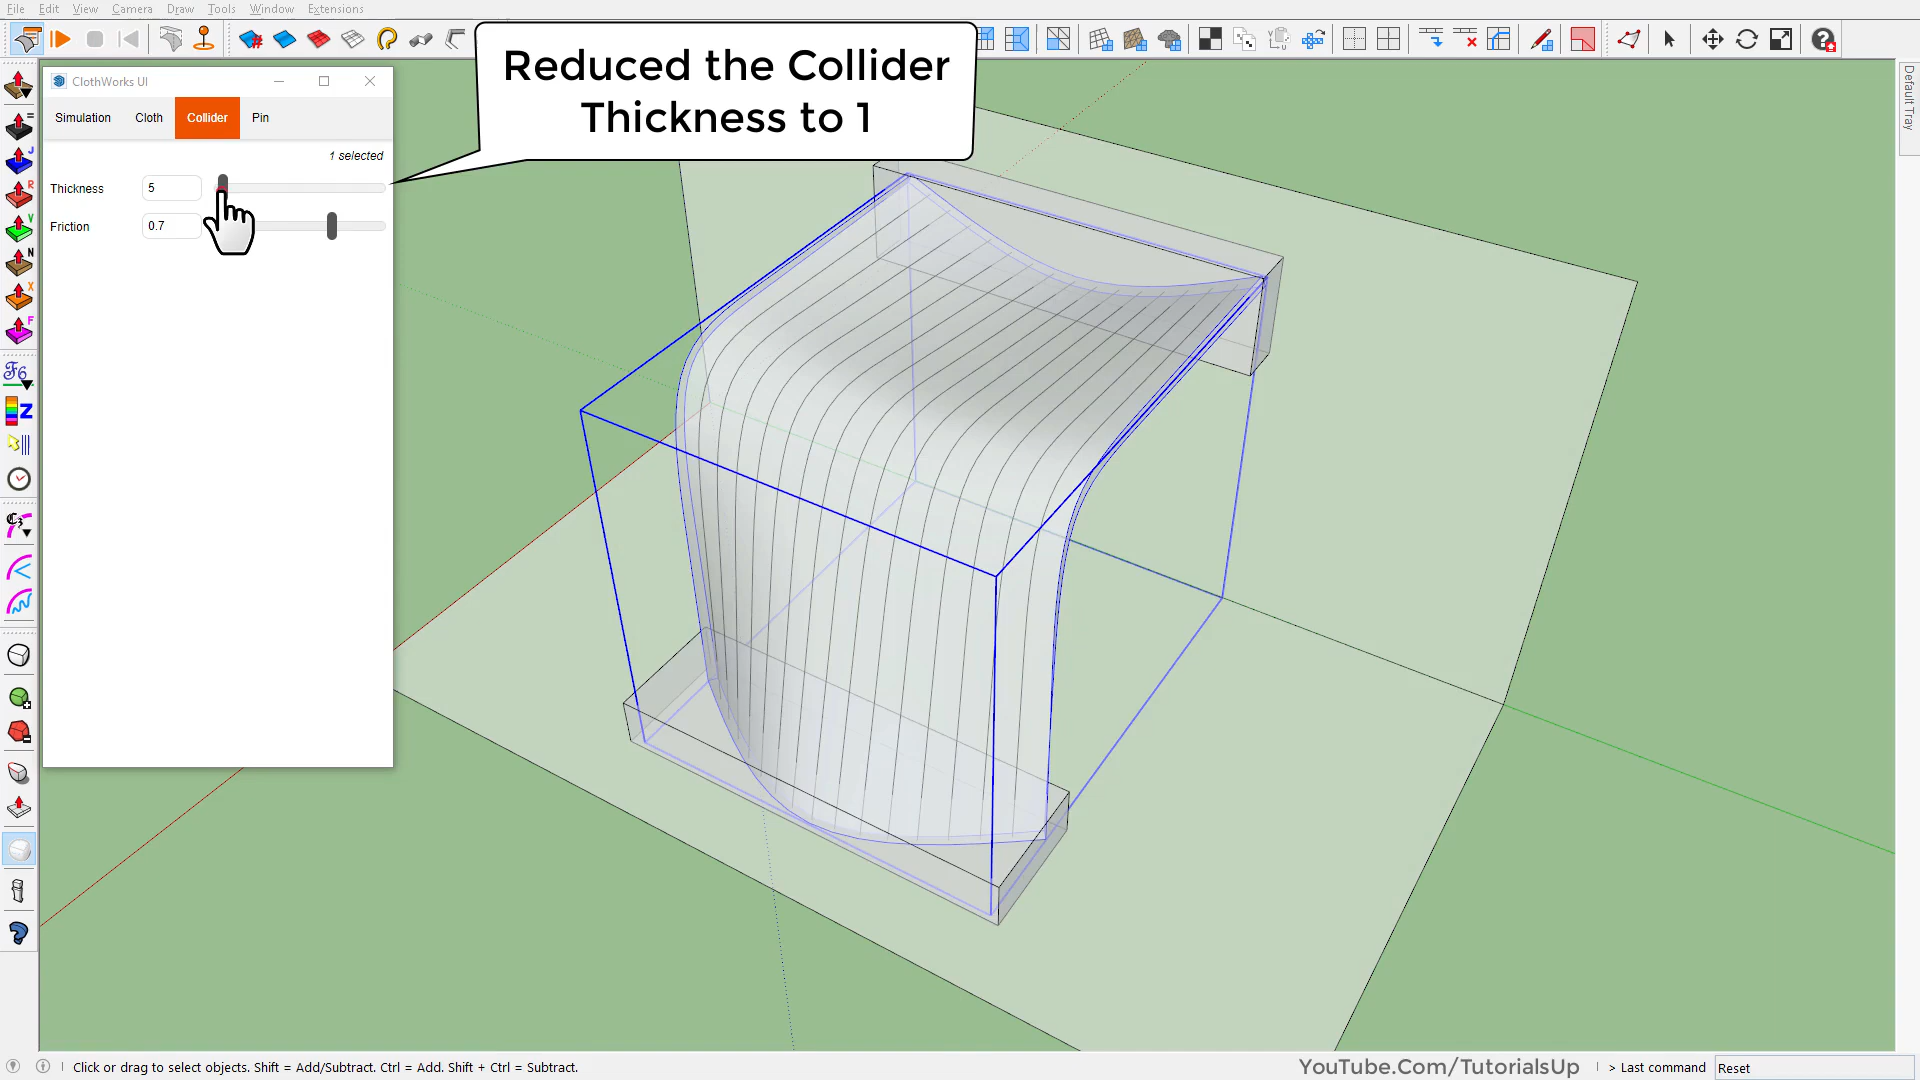 File Edit View Camera Draw Tools Window Extensions
Reduced the Collider
Thickness to 1
ClothWorks UI
Simulation Cloth Collider Pin
1 selected
Thickness 5
Friction 0.7
Default Tray
J
R
V
N
X
F
F6
Z
YouTube.Com/TutorialsUp
Click or drag to select objects. Shift = Add/Subtract. Ctrl = Add. Shift + Ctrl = Subtract.
> Last command Reset